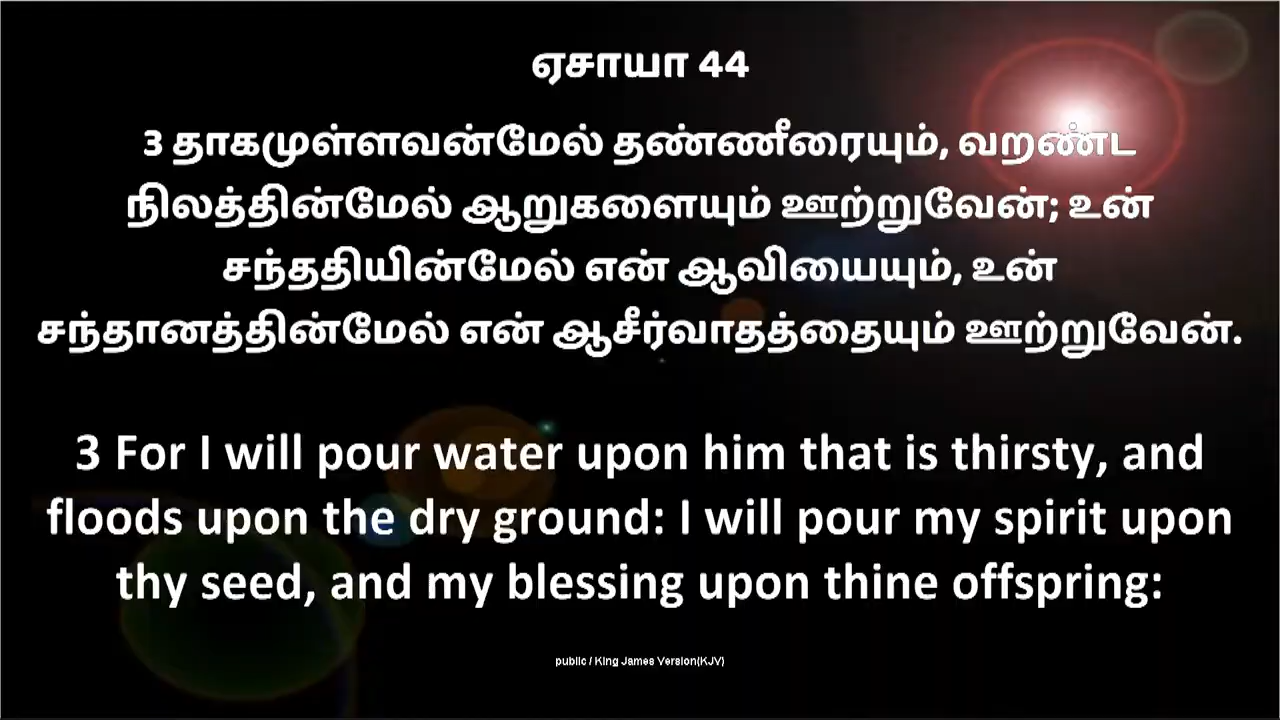 ஏசாயா 44
3 தாகமுள்ளவன்மேல் தண்ணீரையும், வறண்ட
நிலத்தின்மேல் ஆறுகளையும் ஊற்றுவேன்; உன்
சந்ததியின்மேல் என் ஆவியையும், உன்
சந்தானத்தின்மேல் என் ஆசீர்வாதத்தையும் ஊற்றுவேன்.
3 For I will pour water upon him that is thirsty, and
floods upon the dry ground: I will pour my spirit upon
thy seed, and my blessing upon thine offspring:
public / King James Version(KJV)